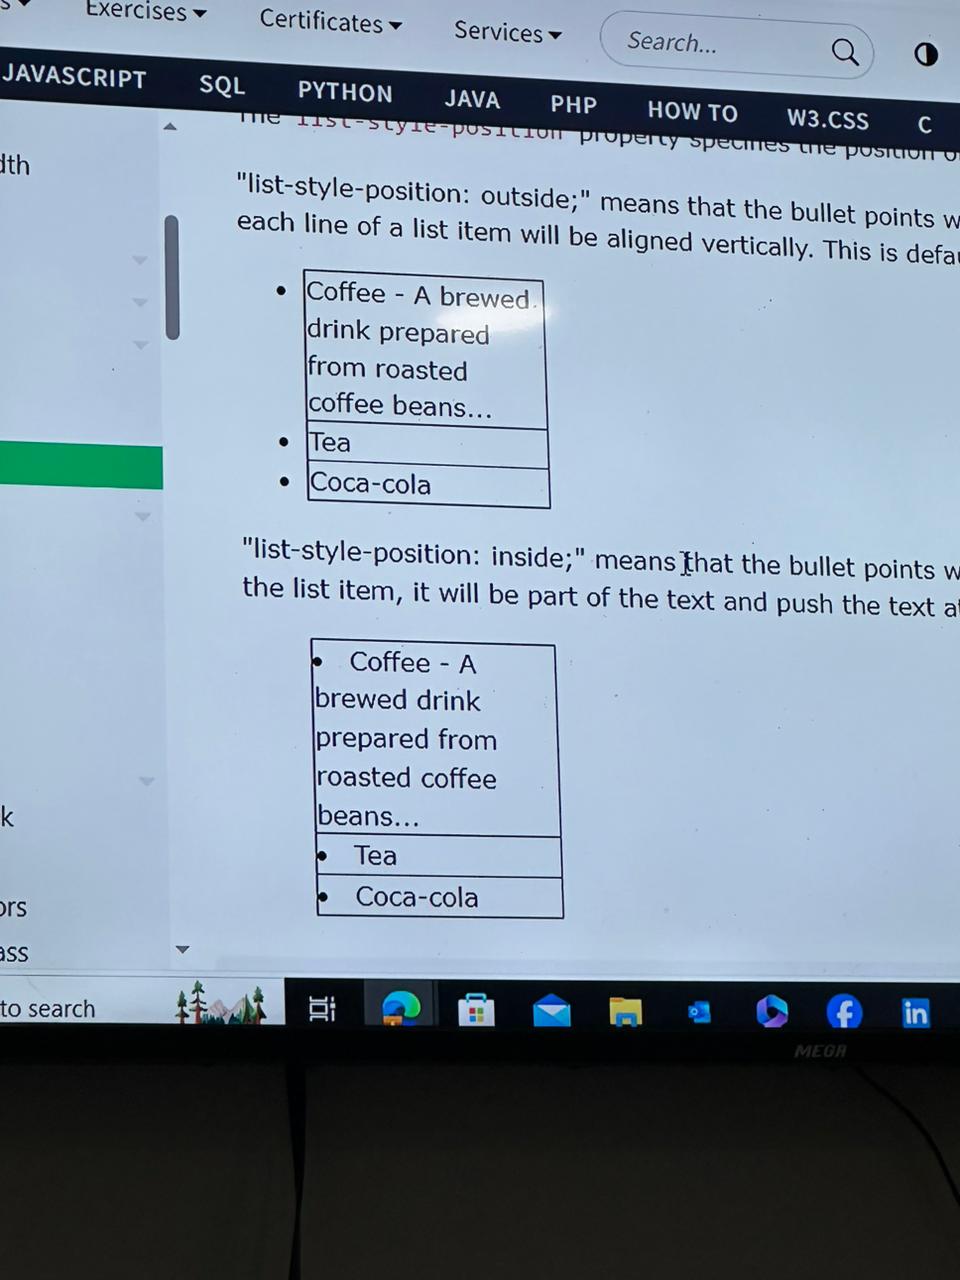 Exercises
Certificates
Services
Search...
JAVASCRIPT SQL PYTHON JAVA PHP HOW TO W3.CSS C
The list-style-position property specifies the position
"list-style-position: outside;" means that the bullet points
each line of a list item will be aligned vertically. This is
Coffee - A brewed
drink prepared
from roasted
coffee beans...
Tea
Coca-cola
"list-style-position: inside;" means that the bullet points
the list item, it will be part of the text and push the text
Coffee - A
brewed drink
prepared from
roasted coffee
beans...
Tea
Coca-cola
to search
in
MEGA